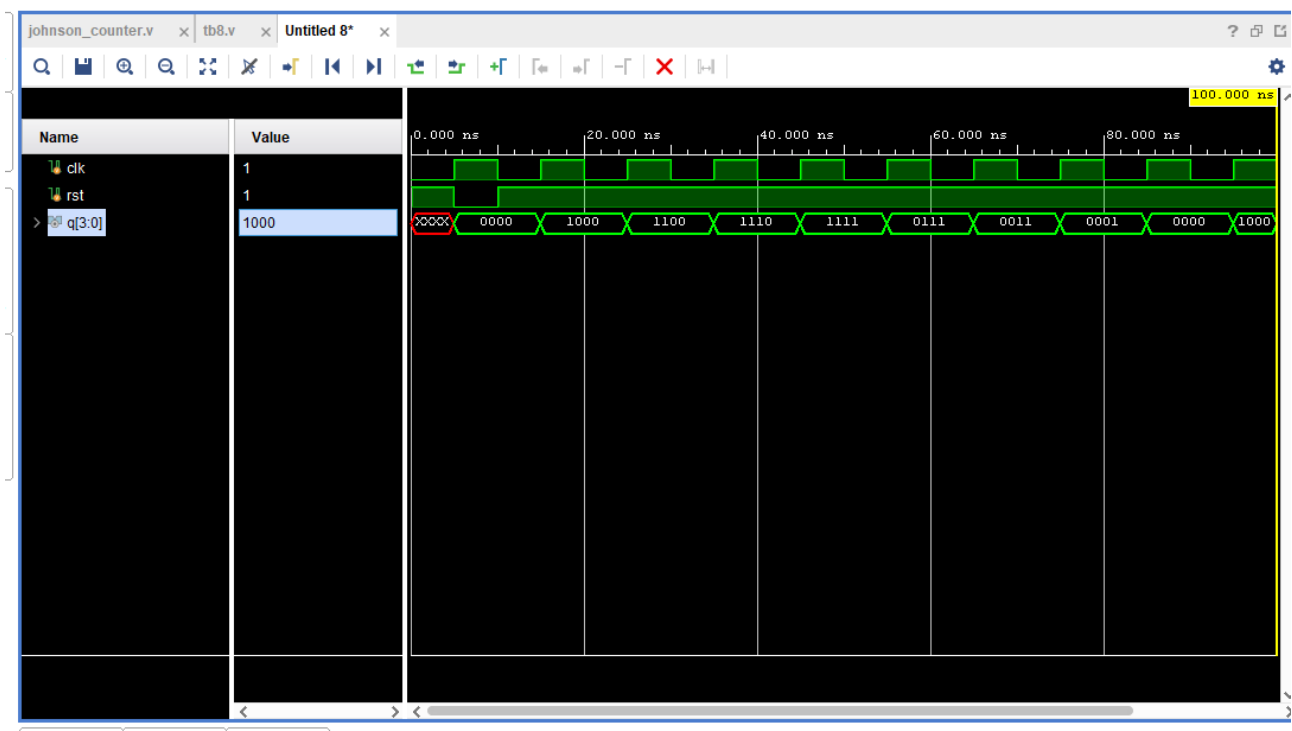 johnson_counter.v × tb8.v × Untitled 8* ×
100.000 ns
Name Value 0.000 ns 20.000 ns 40.000 ns 60.000 ns 80.000 ns
clk 1
rst 1
q[3:0] 1000 XXXX 0000 1000 1100 1110 1111 0111 0011 0001 0000 1000